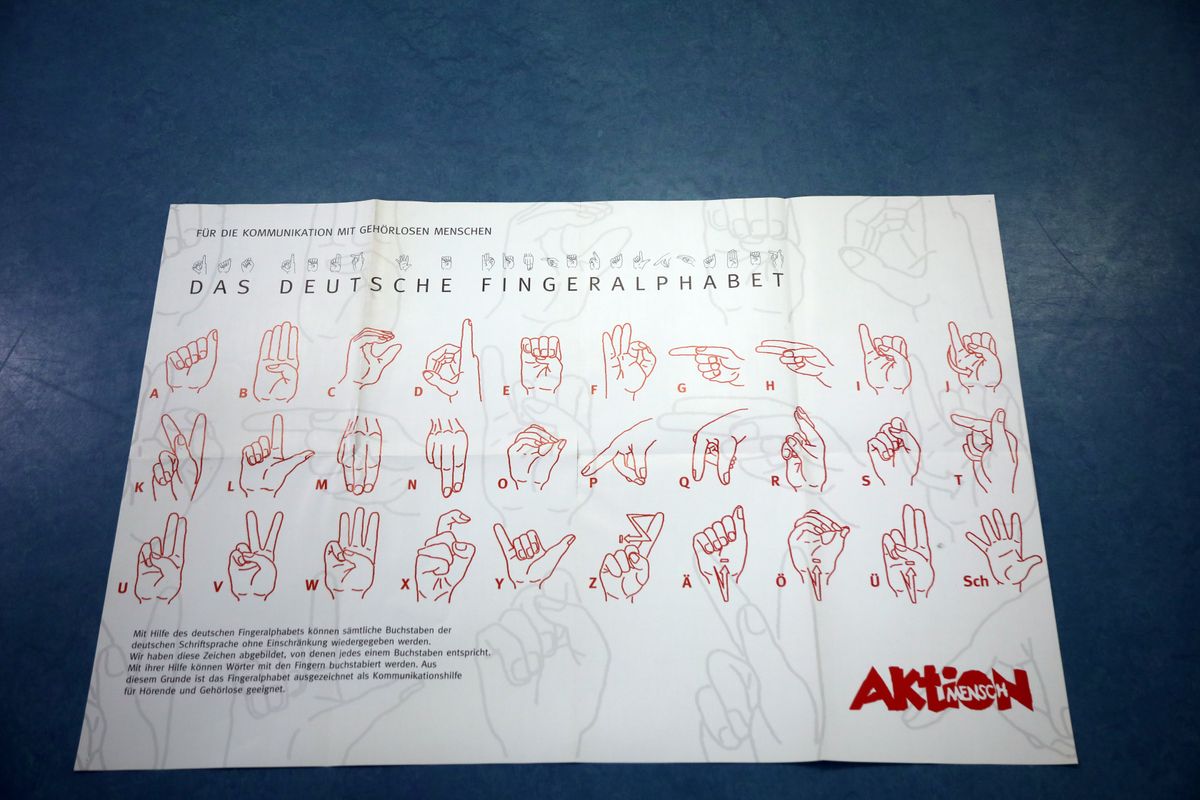 FÜR DIE KOMMUNIKATION MIT GEHÖRLOSEN MENSCHEN
DAS DEUTSCHE FINGERALPHABET
A B C D E F G H I J
K L M N O P Q R S T
U V W X Y Z Ä Ö Ü Sch
Mit Hilfe des deutschen Fingeralphabets können sämtliche Buchstaben der
deutschen Schriftsprache ohne Einschränkung wiedergegeben werden.
Wir haben diese Zeichen abgebildet, von denen jedes einem Buchstaben entspricht.
Mit ihrer Hilfe können Wörter mit den Fingern buchstabiert werden. Aus
diesem Grunde ist das Fingeralphabet ausgezeichnet als Kommunikationshilfe
für Hörende und Gehörlose geeignet.
AKtiON
MENSCH